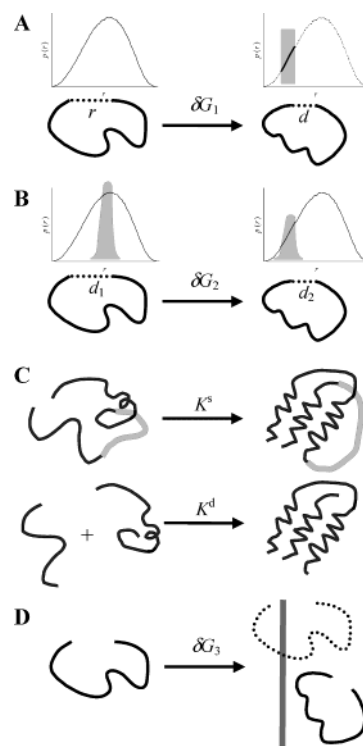 A
p(r)
r
p(r)
r
r
δG₁
d
B
p(r)
r
p(r)
r
d₁
δG₂
d₂
C
Kˢ
+
Kᵈ
D
δG₃